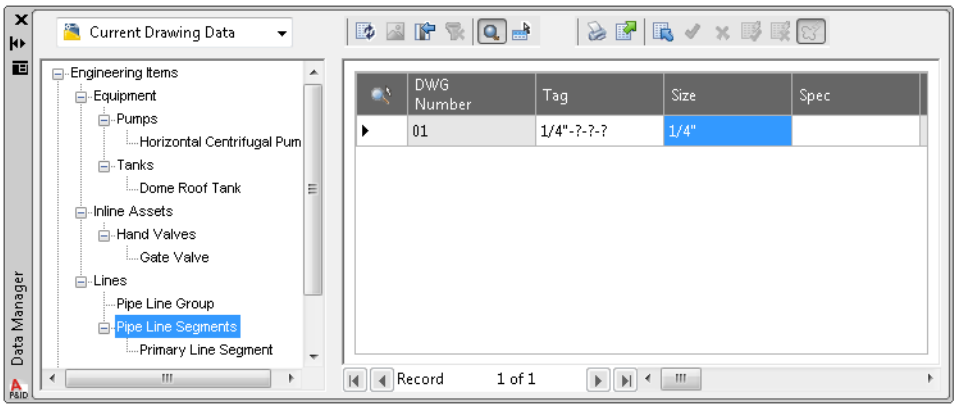 Current Drawing Data
Engineering Items
Equipment
Pumps
Horizontal Centrifugal Pum
Tanks
Dome Roof Tank
Inline Assets
Hand Valves
Gate Valve
Lines
Pipe Line Group
Pipe Line Segments
Primary Line Segment
DWG Number Tag Size Spec
01 1/4"-?-?-? 1/4"
Record 1 of 1
Data Manager
P&ID